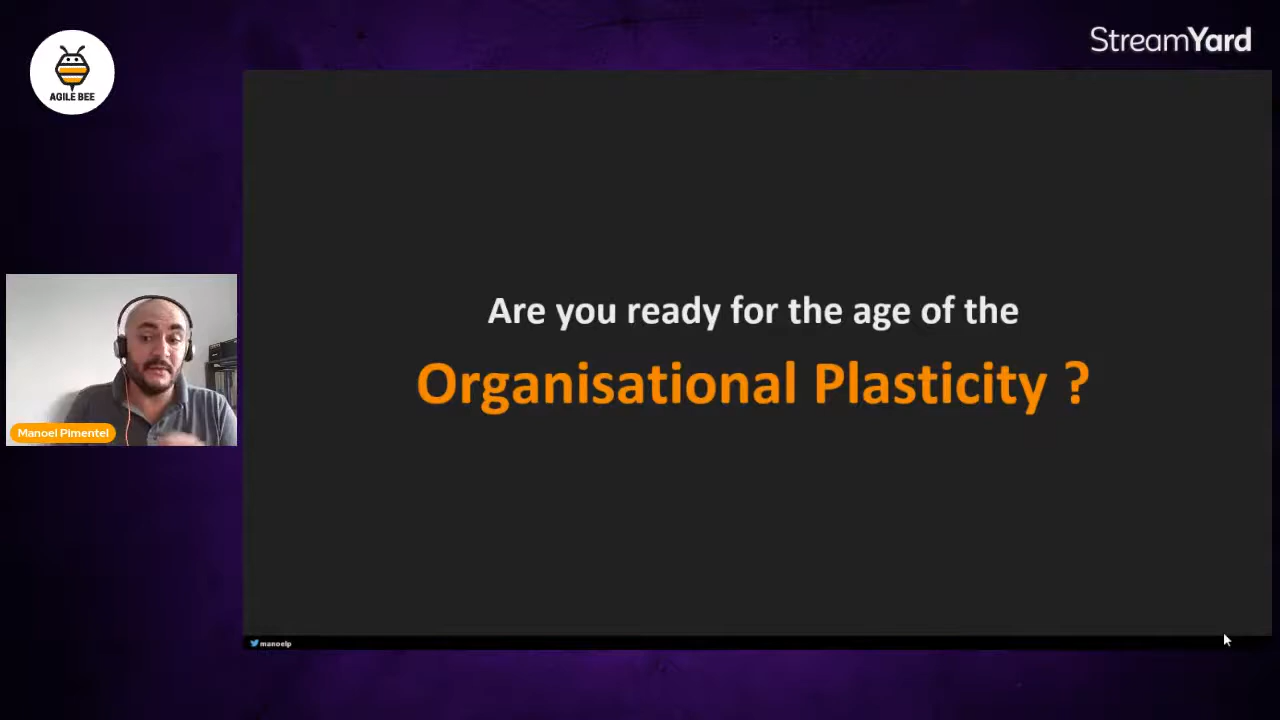 AGILE BEE
StreamYard
Are you ready for the age of the
Organisational Plasticity ?
Manoel Pimentel
manoelp